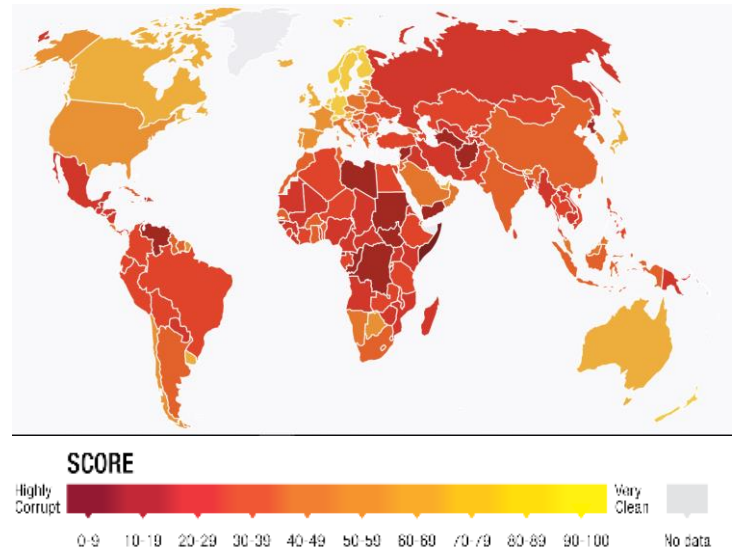 SCORE
Highly Corrupt
Very Clean
0-9 10-19 20-29 30-39 40-49 50-59 60-69 70-79 80-89 90-100 No data